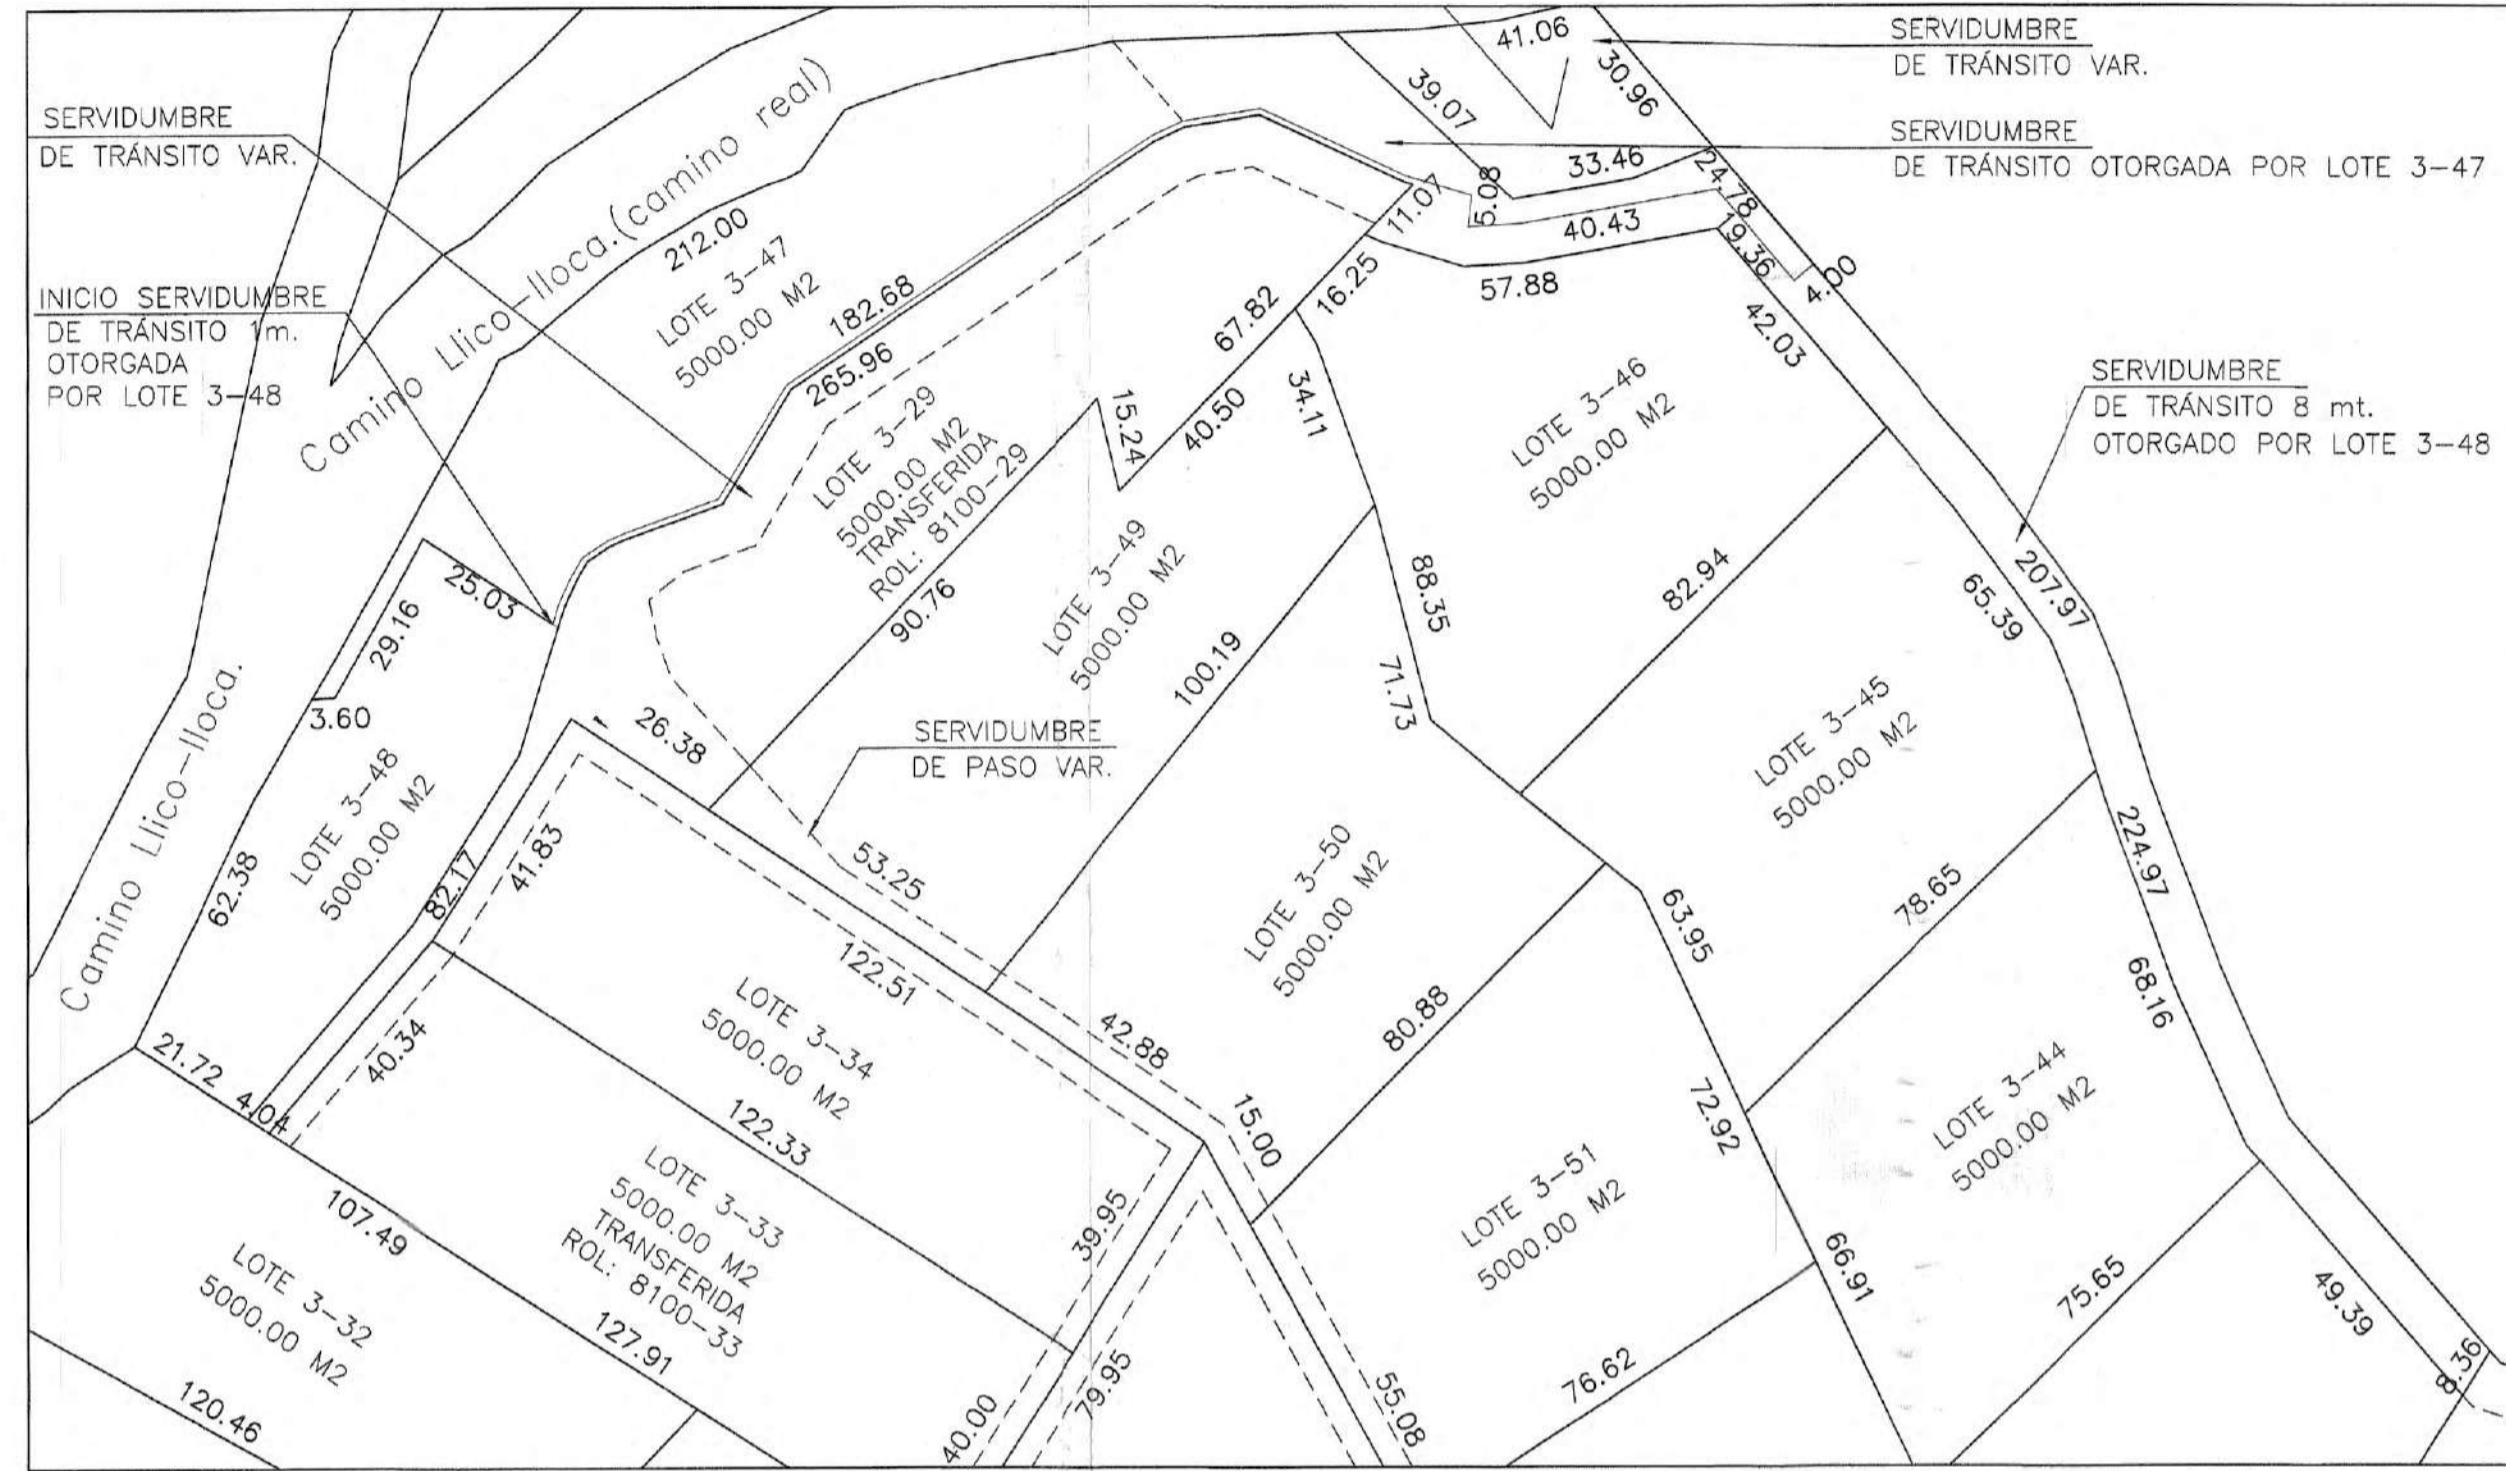 SERVIDUMBRE
DE TRÁNSITO VAR.
41.06
30.96
39.07
SERVIDUMBRE
DE TRÁNSITO VAR.
SERVIDUMBRE
DE TRÁNSITO OTORGADA POR LOTE 3-47
33.46
24.78
5.08
11.07
40.43
19.36
4.00
57.88
16.25
42.03
Camino Llico-Iloca.(camino real)
212.00
LOTE 3-47
5000.00 M2
182.68
265.96
67.82
INICIO SERVIDUMBRE
DE TRÁNSITO 1m.
OTORGADA
POR LOTE 3-48
SERVIDUMBRE
DE TRÁNSITO 8 mt.
OTORGADO POR LOTE 3-48
LOTE 3-29
5000.00 M2
TRANSFERIDA
ROL: 8100-29
15.24
40.50
34.11
LOTE 3-46
5000.00 M2
25.03
29.16
3.60
90.76
LOTE 3-49
5000.00 M2
100.19
88.35
71.73
82.94
65.39
207.97
26.38
SERVIDUMBRE
DE PASO VAR.
LOTE 3-45
5000.00 M2
Camino Llico-Iloca.
LOTE 3-48
5000.00 M2
62.38
82.17
41.83
53.25
122.51
LOTE 3-50
5000.00 M2
63.95
78.65
224.97
68.16
21.72
4.04
40.34
LOTE 3-34
5000.00 M2
42.88
80.88
15.00
72.92
LOTE 3-44
5000.00 M2
122.33
LOTE 3-33
5000.00 M2
TRANSFERIDA
ROL: 8100-33
107.49
39.95
LOTE 3-51
5000.00 M2
66.91
75.65
49.39
LOTE 3-32
5000.00 M2
127.91
79.95
76.62
8.36
120.46
40.00
55.08